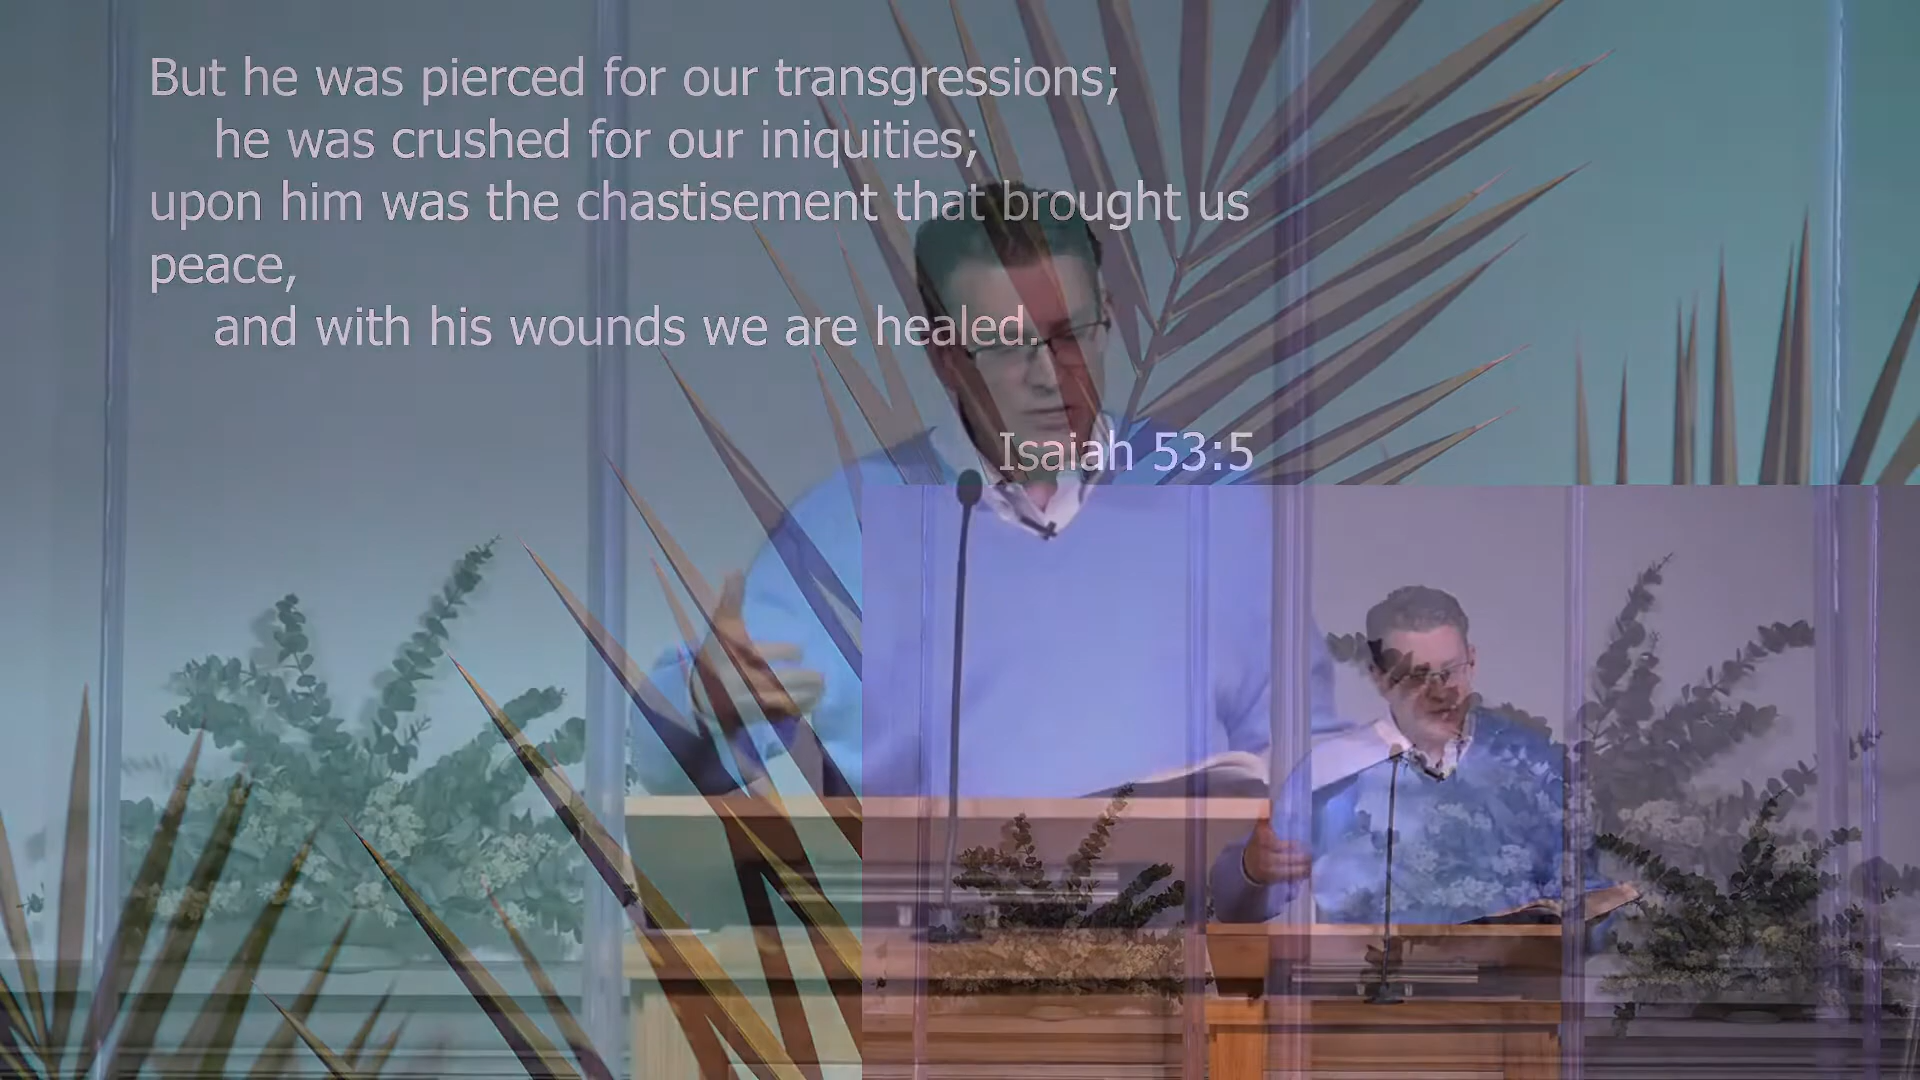 But he was pierced for our transgressions;
he was crushed for our iniquities;
upon him was the chastisement that brought us
peace,
and with his wounds we are healed.
Isaiah 53:5